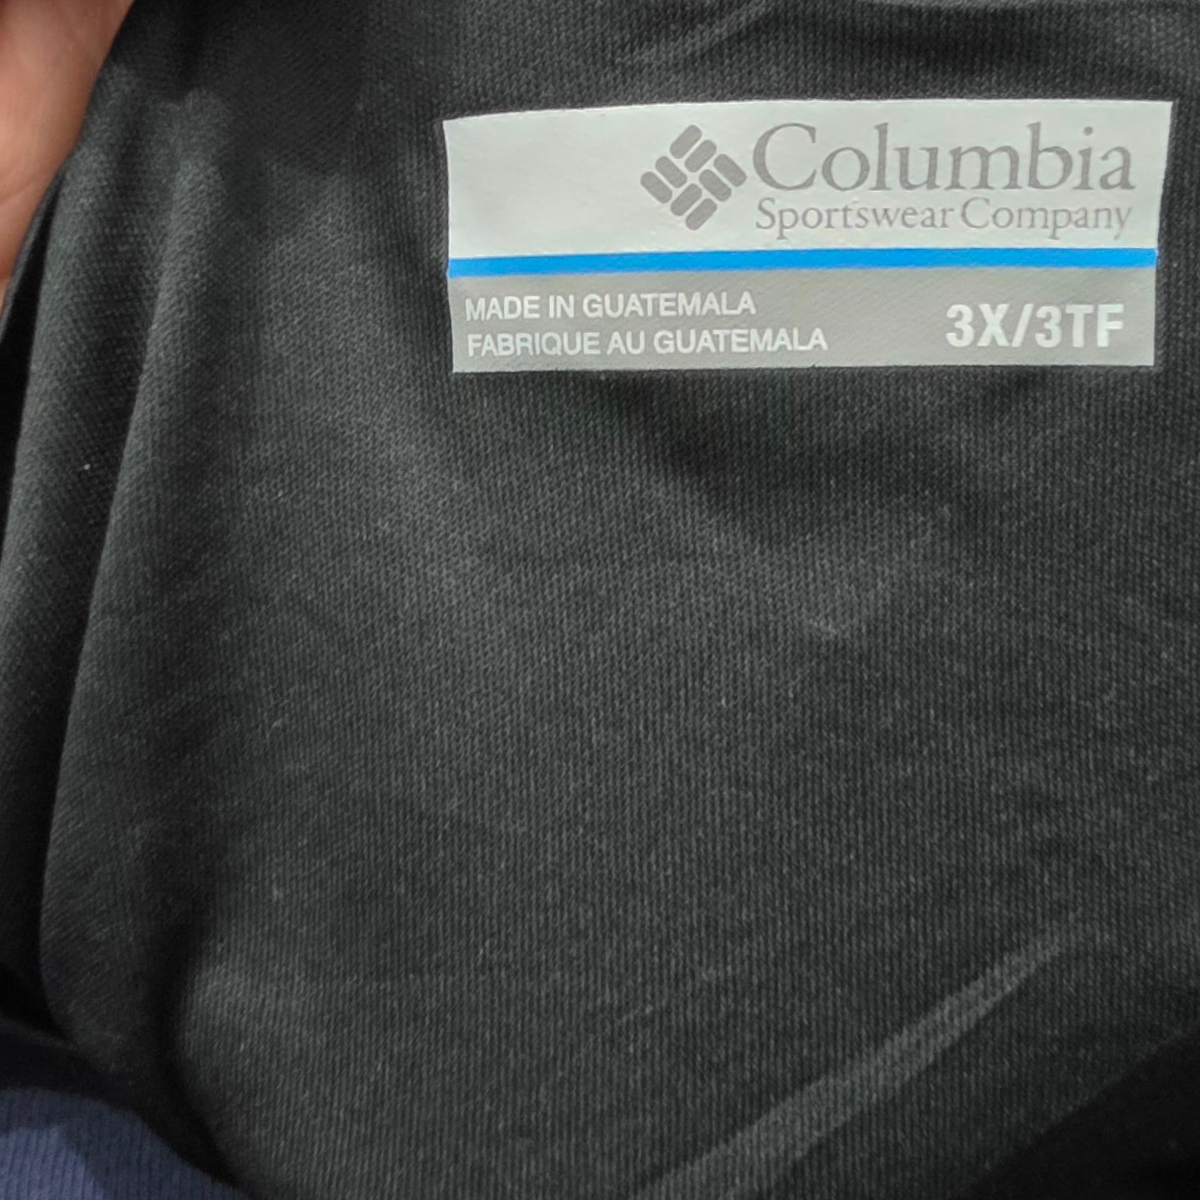 Columbia
Sportswear Company
MADE IN GUATEMALA
FABRIQUE AU GUATEMALA
3X/3TF